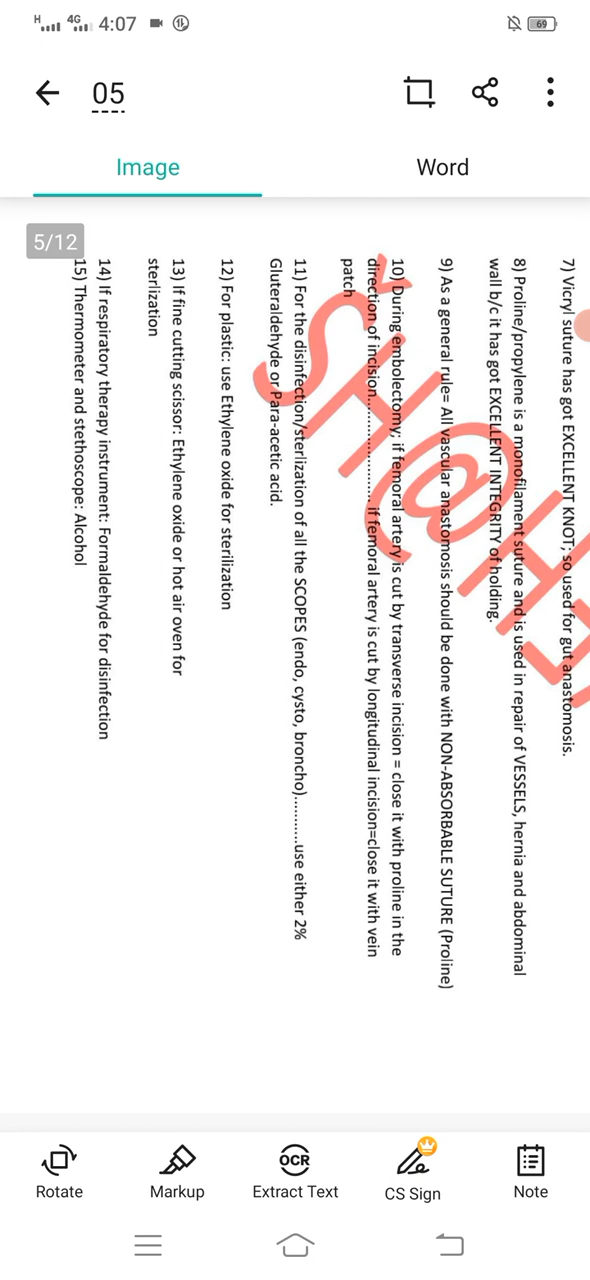 H 4G 4:07 69
05
Image Word
5/12
7) Vicryl suture has got EXCELLENT KNOT; so used for gut anastomosis.
8) Proline/propylene is a monofilament suture and is used in repair of VESSELS, hernia and abdominal
wall b/c it has got EXCELLENT INTEGRITY of holding.
9) As a general rule= All vascular anastomosis should be done with NON-ABSORBABLE SUTURE (Proline)
10) During embolectomy; if femoral artery is cut by transverse incision = close it with proline in the
direction of incision.....................if femoral artery is cut by longitudinal incision=close it with vein
patch
11) For the disinfection/sterlization of all the SCOPES (endo, cysto, broncho)...........use either 2%
Gluteraldehyde or Para-acetic acid.
12) For plastic: use Ethylene oxide for sterilization
13) If fine cutting scissor: Ethylene oxide or hot air oven for
sterlization
14) If respiratory therapy instrument: Formaldehyde for disinfection
15) Thermometer and stethoscope: Alcohol
Rotate Markup OCR Extract Text CS Sign Note